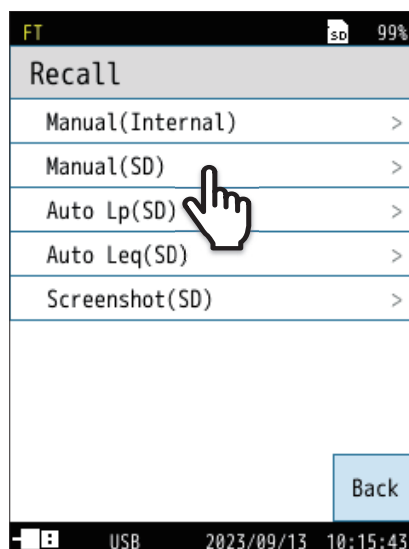 FT SD 99%
Recall
Manual(Internal) >
Manual(SD) >
Auto Lp(SD) >
Auto Leq(SD) >
Screenshot(SD) >
Back
USB 2023/09/13 10:15:43